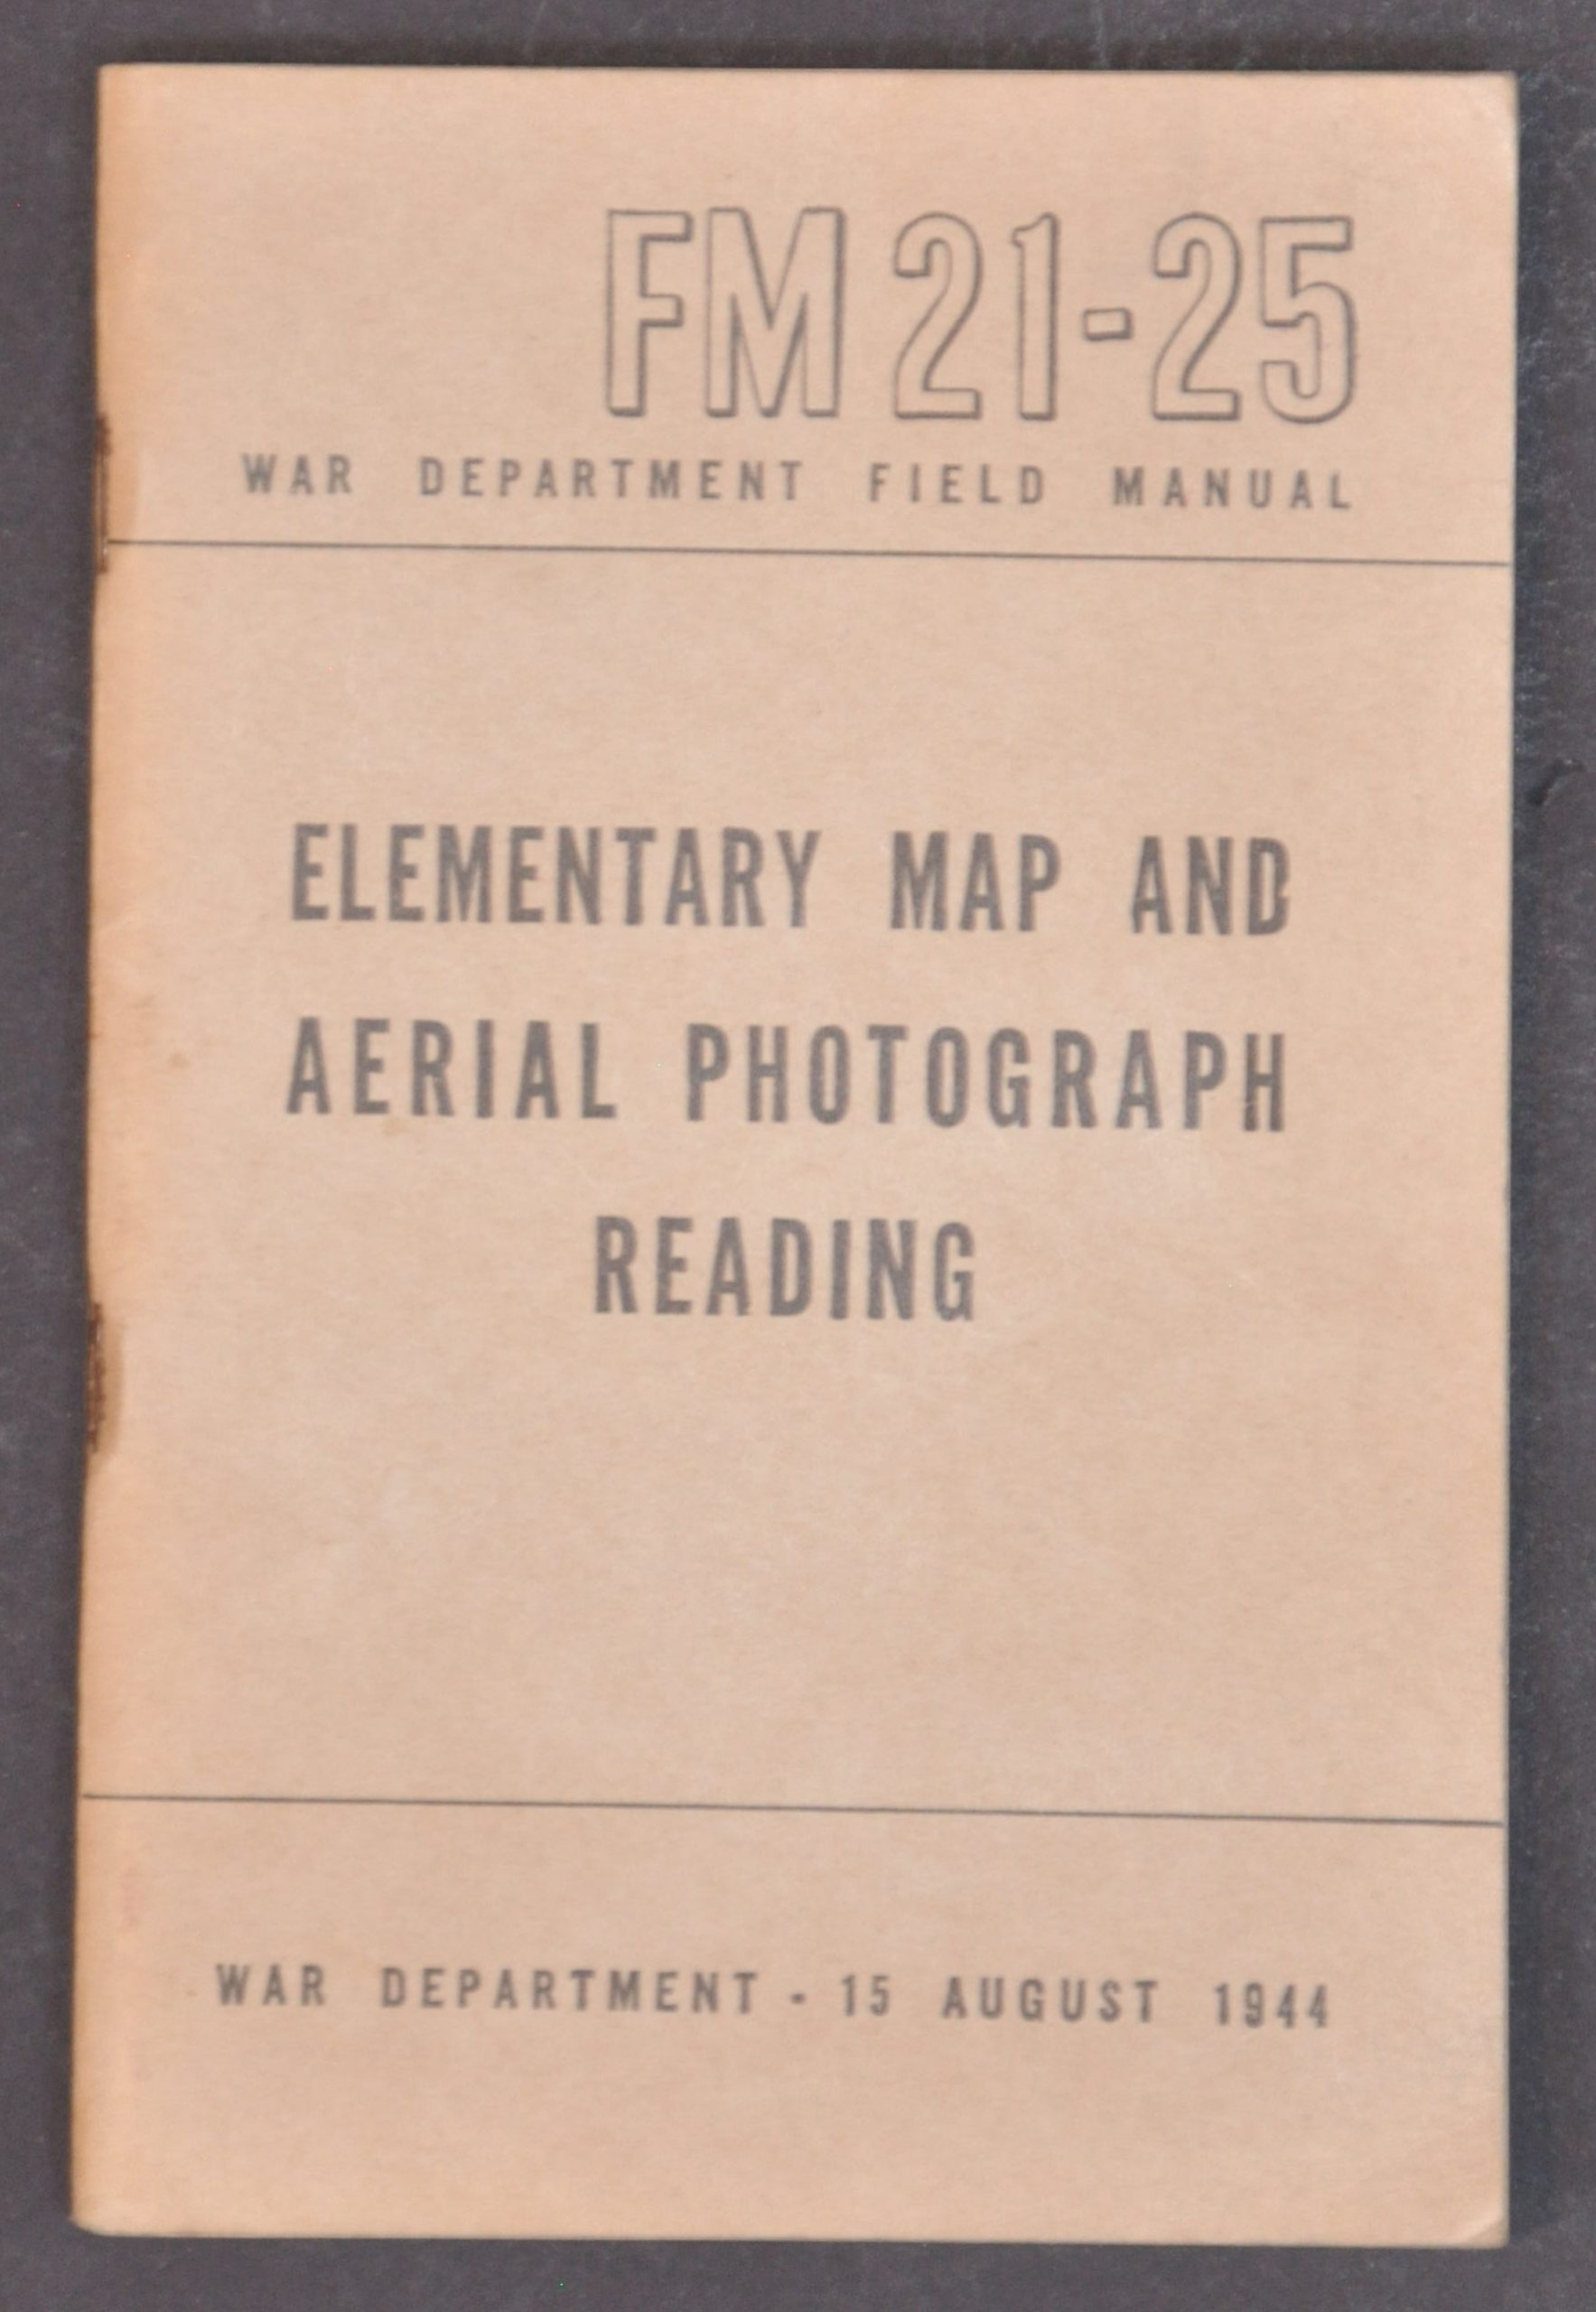 FM 21-25
WAR DEPARTMENT FIELD MANUAL
ELEMENTARY MAP AND
AERIAL PHOTOGRAPH
READING
WAR DEPARTMENT - 15 AUGUST 1944